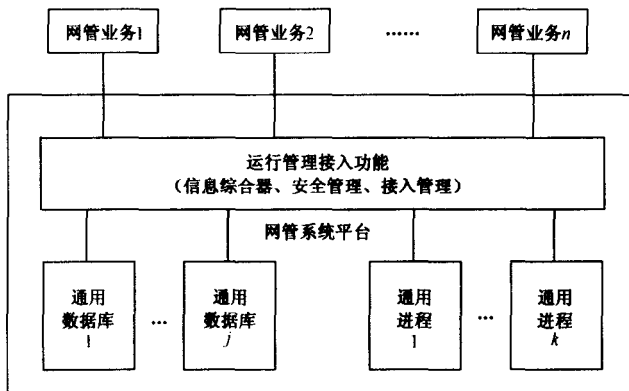 网管业务1 网管业务2 …… 网管业务n
运行管理接入功能
（信息综合器、安全管理、接入管理）
网管系统平台
通用 通用 通用 通用
数据库 … 数据库 进程 … 进程
1 j 1 k